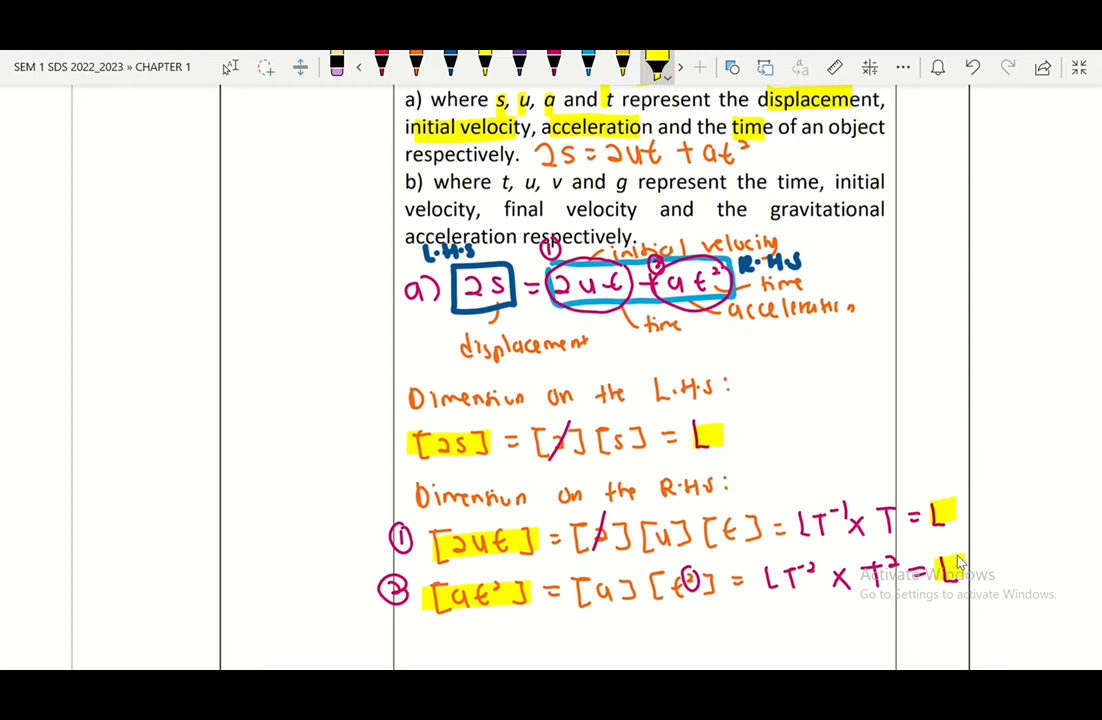 SEM 1 SDS 2022_2023 > CHAPTER 1
a) where s, u, a and t represent the displacement,
initial velocity, acceleration and the time of an object
respectively. 2s = 2ut + at²
b) where t, u, v and g represent the time, initial
velocity, final velocity and the gravitational
acceleration respectively.
L.H.S ① initial velocity ② R.H.S
a) 2s = 2ut + at² time
displacement time acceleration
Dimension on the L.H.S:
[2s] = [2][s] = L
Dimension on the R.H.S:
① [2ut] = [2][u][t] = LT⁻¹ × T = L
② [at²] = [a][t²] = LT⁻² × T² = L
Activate Windows
Go to Settings to activate Windows.